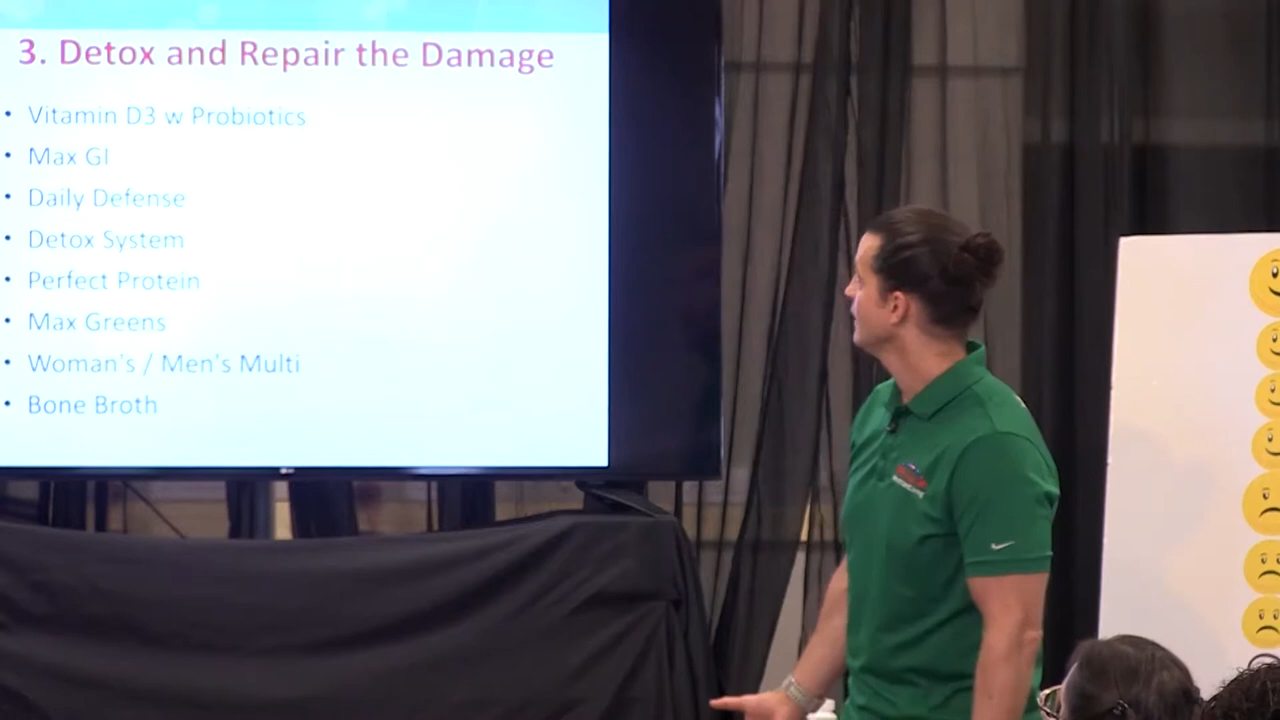 3. Detox and Repair the Damage
• Vitamin D3 w Probiotics
• Max GI
• Daily Defense
• Detox System
• Perfect Protein
• Max Greens
• Woman's / Men's Multi
• Bone Broth